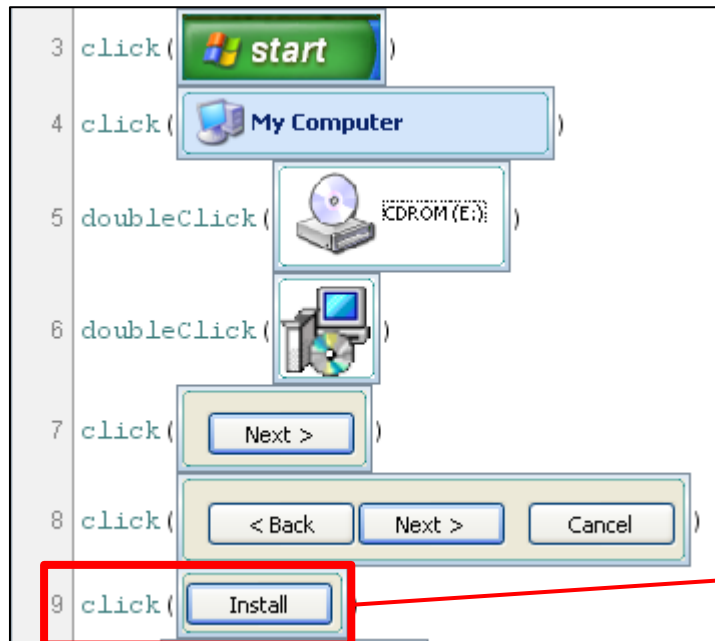 3 click( start )
4 click( My Computer )
5 doubleClick( CDROM (E:) )
6 doubleClick( )
7 click( Next > )
8 click( < Back Next > Cancel )
9 click( Install )